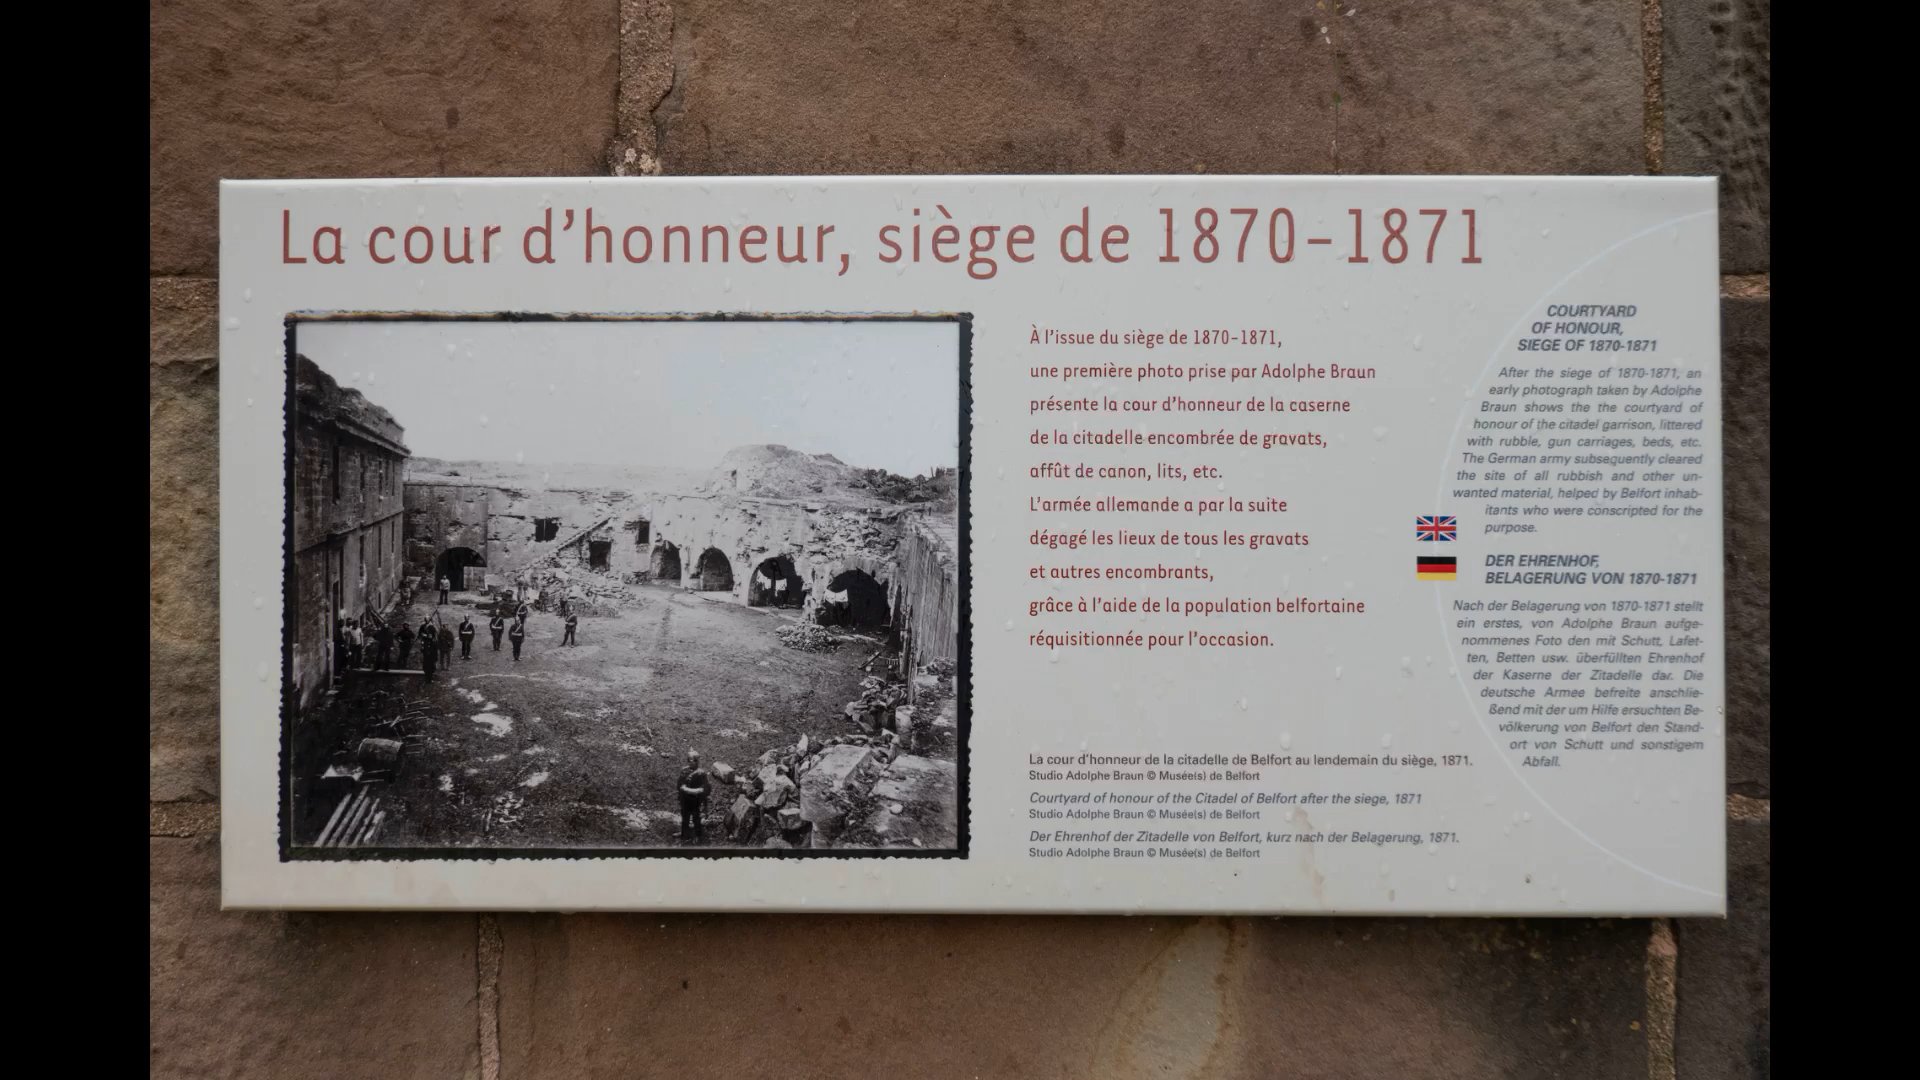 La cour d'honneur, siège de 1870-1871
À l'issue du siège de 1870-1871,
une première photo prise par Adolphe Braun
présente la cour d'honneur de la caserne
de la citadelle encombrée de gravats,
affût de canon, lits, etc.
L'armée allemande a par la suite
dégagé les lieux de tous les gravats
et autres encombrants,
grâce à l'aide de la population belfortaine
réquisitionnée pour l'occasion.
La cour d'honneur de la citadelle de Belfort au lendemain du siège, 1871.
Studio Adolphe Braun © Musée(s) de Belfort
Courtyard of honour of the Citadel of Belfort after the siege, 1871
Studio Adolphe Braun © Musée(s) de Belfort
Der Ehrenhof der Zitadelle von Belfort, kurz nach der Belagerung, 1871.
Studio Adolphe Braun © Musée(s) de Belfort
COURTYARD
OF HONOUR,
SIEGE OF 1870-1871
After the siege of 1870-1871, an
early photograph taken by Adolphe
Braun shows the the courtyard of
honour of the citadel garrison, littered
with rubble, gun carriages, beds, etc.
The German army subsequently cleared
the site of all rubbish and other un-
wanted material, helped by Belfort inhab-
itants who were conscripted for the
purpose.
DER EHRENHOF,
BELAGERUNG VON 1870-1871
Nach der Belagerung von 1870-1871 stellt
ein erstes, von Adolphe Braun aufge-
nommenes Foto den mit Schutt, Lafet-
ten, Betten usw. überfüllten Ehrenhof
der Kaserne der Zitadelle dar. Die
deutsche Armee befreite anschlie-
ßend mit der um Hilfe ersuchten Be-
völkerung von Belfort den Stand-
ort von Schutt und sonstigem
Abfall.